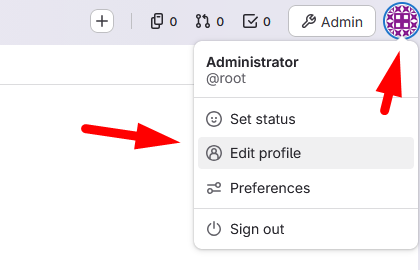 0 0 0 Admin
Administrator
@root
Set status
Edit profile
Preferences
Sign out